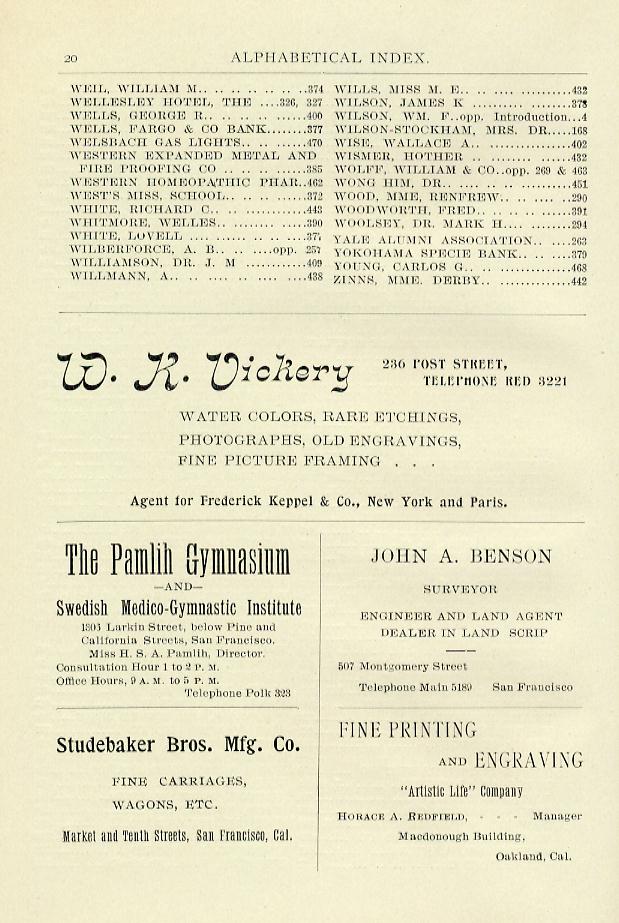 20
ALPHABETICAL INDEX.
WEIL, WILLIAM M.. .. .. .. .. .. ..374
WELLESLEY HOTEL, THE ....326, 327
WELLS, GEORGE R.. .. .. .. .. .. ..400
WELLS, FARGO & CO BANK........377
WELSBACH GAS LIGHTS.. .. .. .. ..470
WESTERN EXPANDED METAL AND
FIRE PROOFING CO .. .. .. .. ....385
WESTERN HOMEOPATHIC PHAR..462
WEST'S MISS, SCHOOL.. .. .. .. ....372
WHITE, RICHARD C.. .. .. .. .. ....443
WHITMORE, WELLES.. .. .. .. .. ..390
WHITE, LOVELL .... .. .. .. .. ....
WILBERFORCE, A. B.. .. ....opp. 257
WILLIAMSON, DR. J. M ............409
WILLMANN, A.. .. .... .. .... ....438
WILLS, MISS M. E.. .. .... ..........432
WILSON, JAMES K .......... .........378
WILSON, WM. F..opp. Introduction...4
WILSON-STOCKHAM, MRS. DR.....168
WISE, WALLACE A.. .. .............402
WISMER, HOTHER .. .. .............432
WOLFF, WILLIAM & CO..opp. 269 & 463
WONG HIM, DR.. .... .. .. .. ......451
WOOD, MME, RENFREW.. .. .. ....290
WOODWORTH, FRED.. .. .. .. .. ..391
WOOLSEY, DR. MARK H.... .. ....294
YALE ALUMNI ASSOCIATION.. .. ...263
YOKOHAMA SPECIE BANK.. .. ....379
YOUNG, CARLOS G.. .. .. ..........468
ZINNS, MME. DERBY.. .. ...........442
W. K. Vickery
236 POST STREET,
TELEPHONE RED 3221
WATER COLORS, RARE ETCHINGS,
PHOTOGRAPHS, OLD ENGRAVINGS,
FINE PICTURE FRAMING . . .
Agent for Frederick Keppel & Co., New York and Paris.
The Pamlih Gymnasium
—AND—
Swedish Medico-Gymnastic Institute
Larkin Street, below Pine and
California Streets, San Francisco.
Miss H. S. A. Pamlih, Director.
Consultation Hour 1 to 2 P. M.
Office Hours, 9 A. M. to 5 P. M.
Telephone Polk 323
JOHN A. BENSON
SURVEYOR
ENGINEER AND LAND AGENT
DEALER IN LAND SCRIP
507 Montgomery Street
Telephone Main 5189 San Francisco
Studebaker Bros. Mfg. Co.
FINE CARRIAGES,
WAGONS, ETC.
Market and Tenth Streets, San Francisco, Cal.
FINE PRINTING
AND ENGRAVING
"Artistic Life" Company
HORACE A. REDFIELD, - - - Manager
Macdonough Building,
Oakland, Cal.